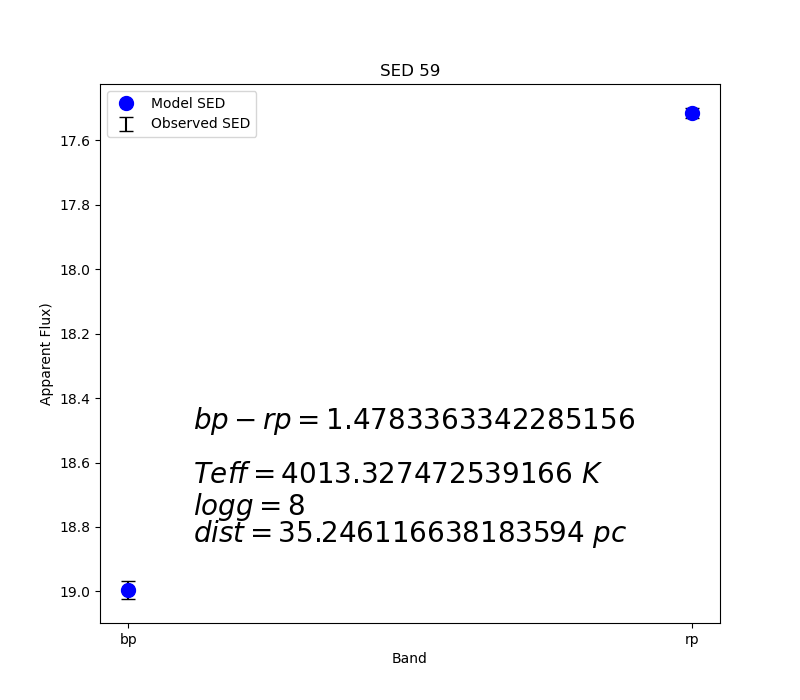 SED 59
Model SED
Observed SED
17.6
17.8
18.0
18.2
18.4
18.6
18.8
19.0
Apparent Flux)
bp − rp = 1.4783363342285156
Teff = 4013.327472539166 K
logg = 8
dist = 35.246116638183594 pc
bp
rp
Band